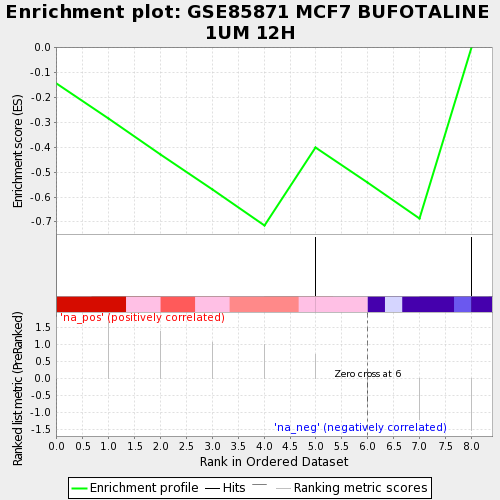 Enrichment plot: GSE85871 MCF7 BUFOTALINE
1UM 12H
Enrichment score (ES)
0.0
-0.1
-0.2
-0.3
-0.4
-0.5
-0.6
-0.7
'na_pos' (positively correlated)
Ranked list metric (PreRanked)
1.5
1.0
0.5
0.0
-0.5
-1.0
-1.5
Zero cross at 6
'na_neg' (negatively correlated)
0.0 0.5 1.0 1.5 2.0 2.5 3.0 3.5 4.0 4.5 5.0 5.5 6.0 6.5 7.0 7.5 8.0
Rank in Ordered Dataset
Enrichment profile Hits Ranking metric scores